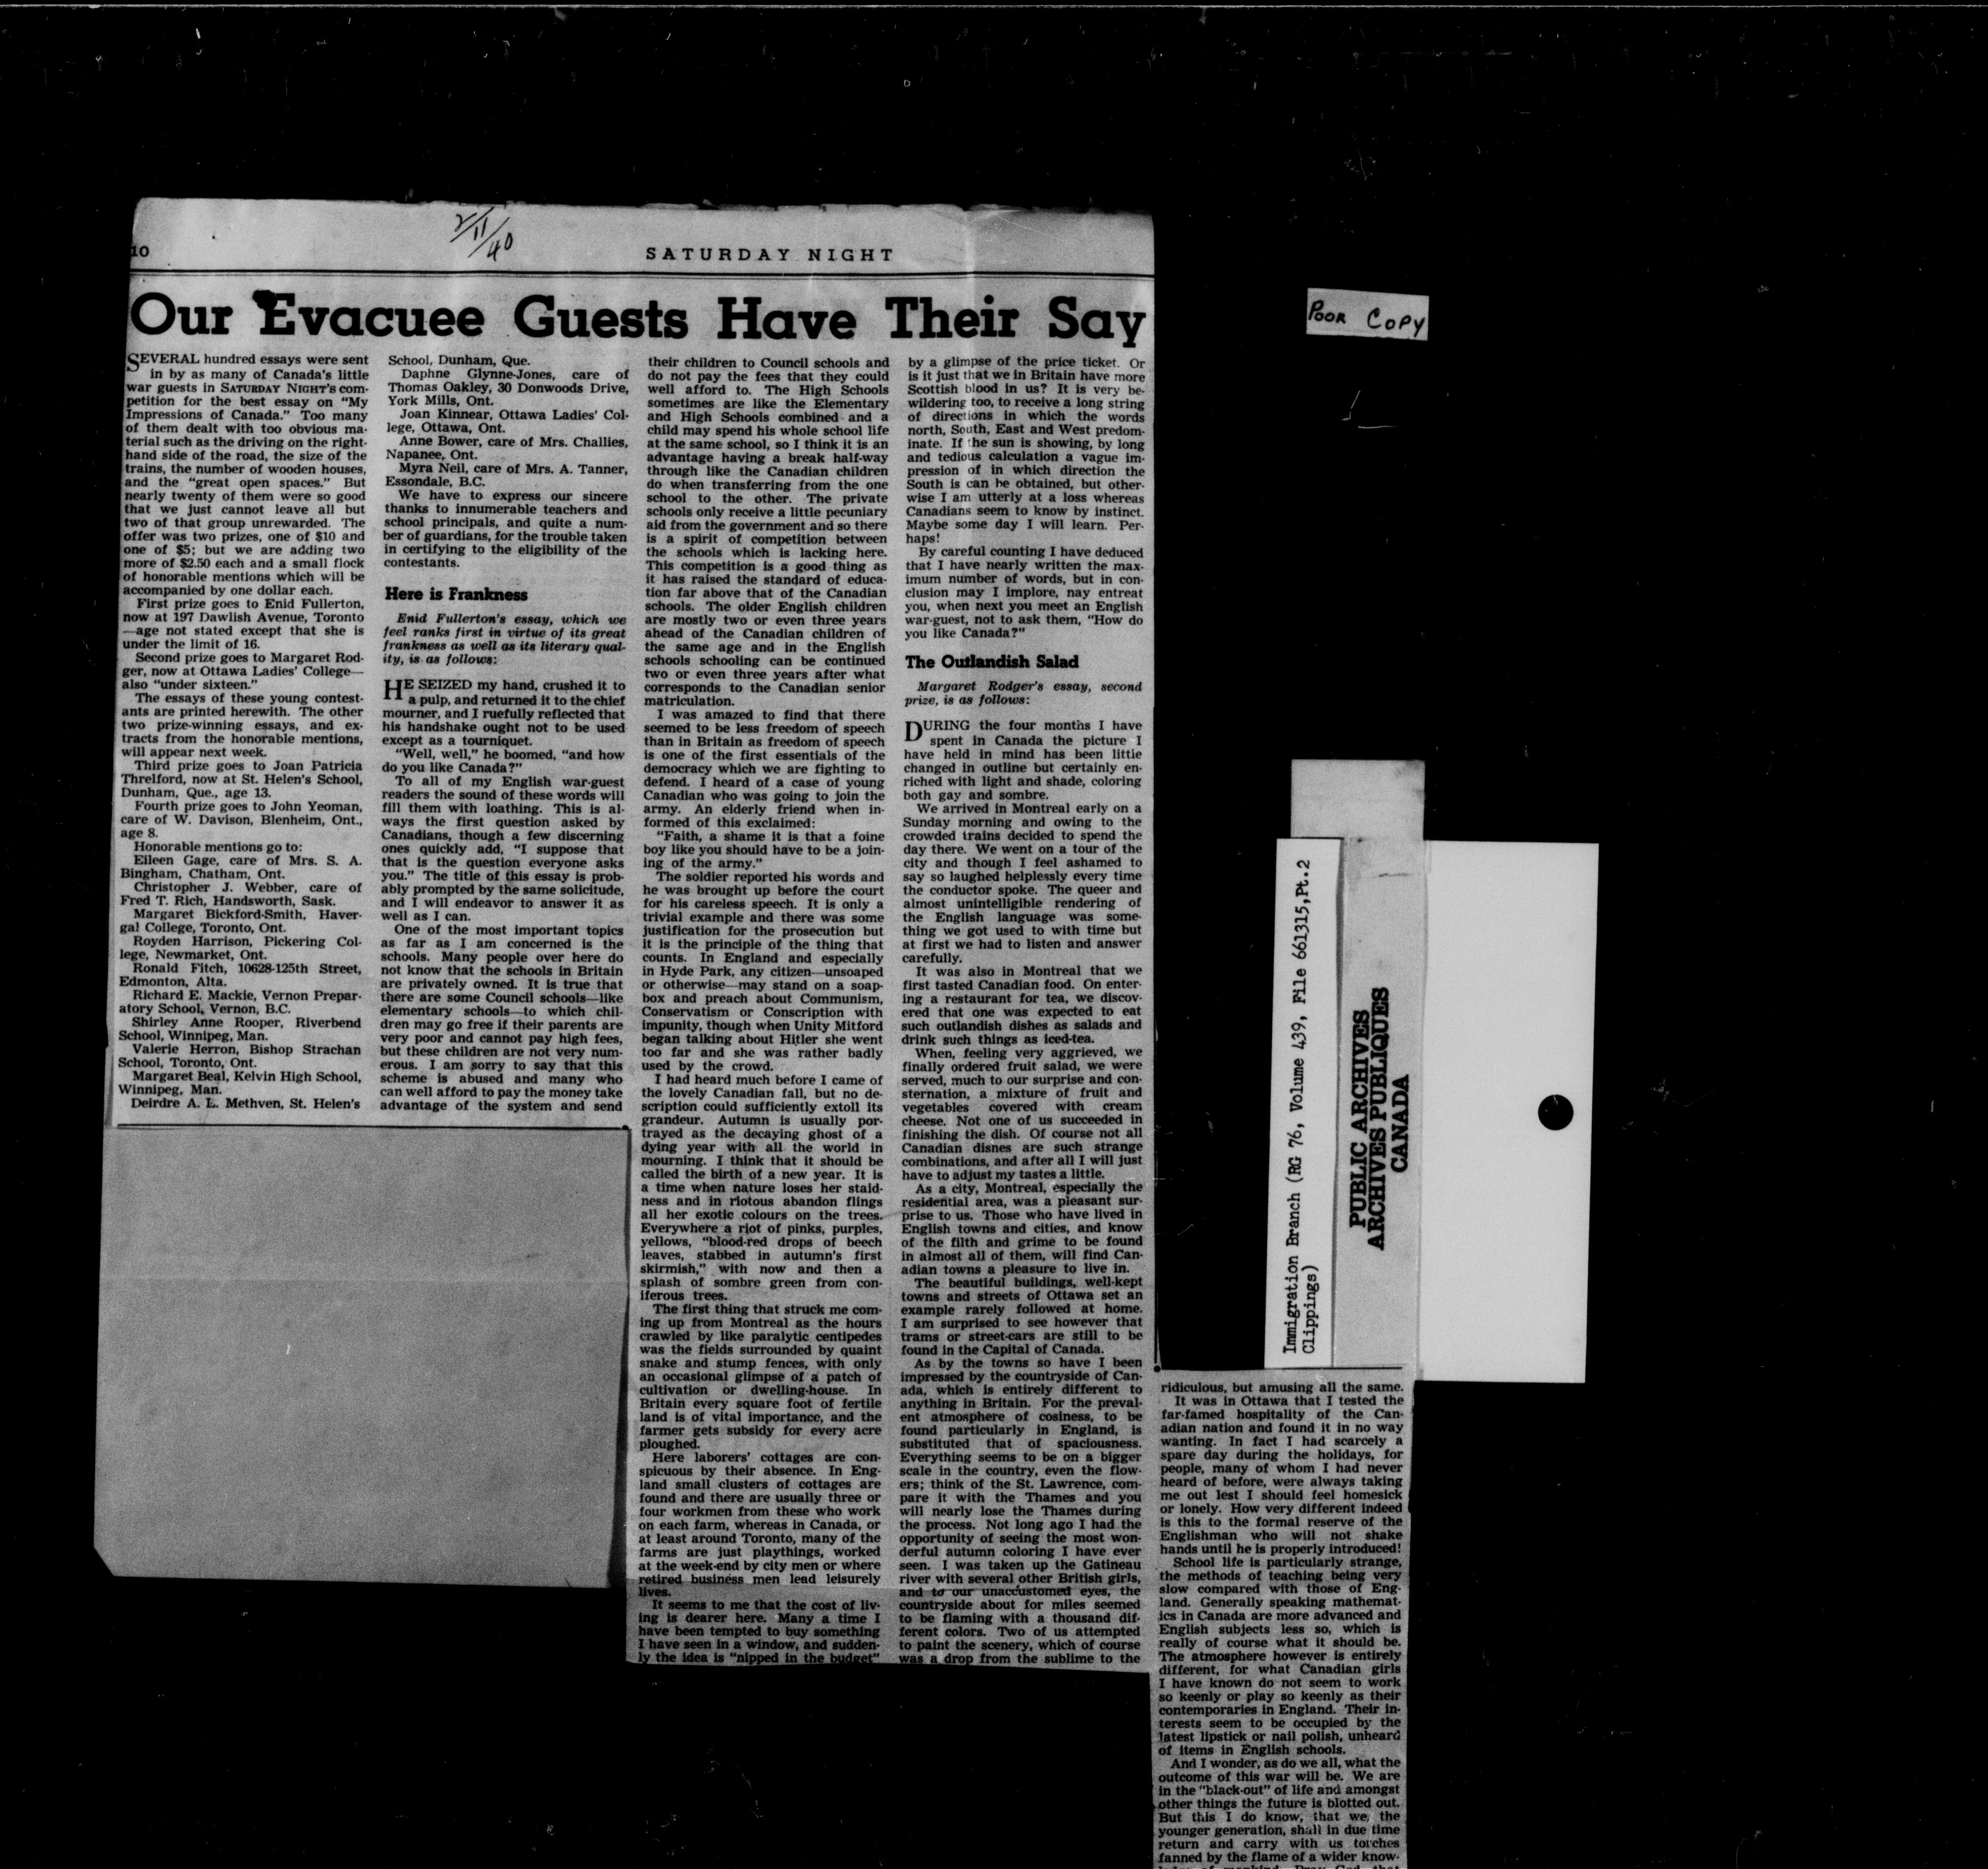 10
2/11/40
SATURDAY NIGHT
Our Evacuee Guests Have Their Say
SEVERAL hundred essays were sent
in by as many of Canada's little
war guests in SATURDAY NIGHT's com-
petition for the best essay on "My
Impressions of Canada." Too many
of them dealt with too obvious ma-
terial such as the driving on the right-
hand side of the road, the size of the
trains, the number of wooden houses,
and the "great open spaces." But
nearly twenty of them were so good
that we just cannot leave all but
two of that group unrewarded. The
offer was two prizes, one of $10 and
one of $5; but we are adding two
more of $2.50 each and a small flock
of honorable mentions which will be
accompanied by one dollar each.
First prize goes to Enid Fullerton,
now at 197 Dawlish Avenue, Toronto
—age not stated except that she is
under the limit of 16.
Second prize goes to Margaret Rod-
ger, now at Ottawa Ladies' College—
also "under sixteen."
The essays of these young contest-
ants are printed herewith. The other
two prize-winning essays, and ex-
tracts from the honorable mentions,
will appear next week.
Third prize goes to Joan Patricia
Threlford, now at St. Helen's School,
Dunham, Que., age 13.
Fourth prize goes to John Yeoman,
care of W. Davison, Blenheim, Ont.,
age 8.
Honorable mentions go to:
Eileen Gage, care of Mrs. S. A.
Bingham, Chatham, Ont.
Christopher J. Webber, care of
Fred T. Rich, Handsworth, Sask.
Margaret Bickford-Smith, Haver-
gal College, Toronto, Ont.
Royden Harrison, Pickering Col-
lege, Newmarket, Ont.
Ronald Fitch, 10628-125th Street,
Edmonton, Alta.
Richard E. Mackie, Vernon Prepar-
atory School, Vernon, B.C.
Shirley Anne Rooper, Riverbend
School, Winnipeg, Man.
Valerie Herron, Bishop Strachan
School, Toronto, Ont.
Margaret Beal, Kelvin High School,
Winnipeg, Man.
Deirdre A. L. Methven, St. Helen's
School, Dunham, Que.
Daphne Glynne-Jones, care of
Thomas Oakley, 30 Donwoods Drive,
York Mills, Ont.
Joan Kinnear, Ottawa Ladies' Col-
lege, Ottawa, Ont.
Anne Bower, care of Mrs. Challies,
Napanee, Ont.
Myra Neil, care of Mrs. A. Tanner,
Essondale, B.C.
We have to express our sincere
thanks to innumerable teachers and
school principals, and quite a num-
ber of guardians, for the trouble taken
in certifying to the eligibility of the
contestants.
Here is Frankness
Enid Fullerton's essay, which we
feel ranks first in virtue of its great
frankness as well as its literary qual-
ity, is as follows:
HE SEIZED my hand, crushed it to
a pulp, and returned it to the chief
mourner, and I ruefully reflected that
his handshake ought not to be used
except as a tourniquet.
"Well, well," he boomed, "and how
do you like Canada?"
To all of my English war-guest
readers the sound of these words will
fill them with loathing. This is al-
ways the first question asked by
Canadians, though a few discerning
ones quickly add, "I suppose that
that is the question everyone asks
you." The title of this essay is prob-
ably prompted by the same solicitude,
and I will endeavor to answer it as
well as I can.
One of the most important topics
as far as I am concerned is the
schools. Many people over here do
not know that the schools in Britain
are privately owned. It is true that
there are some Council schools—like
elementary schools—to which chil-
dren may go free if their parents are
very poor and cannot pay high fees,
but these children are not very num-
erous. I am sorry to say that this
scheme is abused and many who
can well afford to pay the money take
advantage of the system and send
their children to Council schools and
do not pay the fees that they could
well afford to. The High Schools
sometimes are like the Elementary
and High Schools combined and a
child may spend his whole school life
at the same school, so I think it is an
advantage having a break half-way
through like the Canadian children
do when transferring from the one
school to the other. The private
schools only receive a little pecuniary
aid from the government and so there
is a spirit of competition between
the schools which is lacking here.
This competition is a good thing as
it has raised the standard of educa-
tion far above that of the Canadian
schools. The older English children
are mostly two or even three years
ahead of the Canadian children of
the same age and in the English
schools schooling can be continued
two or even three years after what
corresponds to the Canadian senior
matriculation.
I was amazed to find that there
seemed to be less freedom of speech
than in Britain as freedom of speech
is one of the first essentials of the
democracy which we are fighting to
defend. I heard of a case of young
Canadian who was going to join the
army. An elderly friend when in-
formed of this exclaimed:
"Faith, a shame it is that a foine
boy like you should have to be a join-
ing of the army."
The soldier reported his words and
he was brought up before the court
for his careless speech. It is only a
trivial example and there was some
justification for the prosecution but
it is the principle of the thing that
counts. In England and especially
in Hyde Park, any citizen—unsoaped
or otherwise—may stand on a soap-
box and preach about Communism,
Conservatism or Conscription with
impunity, though when Unity Mitford
began talking about Hitler she went
too far and she was rather badly
used by the crowd.
I had heard much before I came of
the lovely Canadian fall, but no de-
scription could sufficiently extoll its
grandeur. Autumn is usually por-
trayed as the decaying ghost of a
dying year with all the world in
mourning. I think that it should be
called the birth of a new year. It is
a time when nature loses her staid-
ness and in riotous abandon flings
all her exotic colours on the trees.
Everywhere a riot of pinks, purples,
yellows, "blood-red drops of beech
leaves, stabbed in autumn's first
skirmish," with now and then a
splash of sombre green from con-
iferous trees.
The first thing that struck me com-
ing up from Montreal as the hours
crawled by like paralytic centipedes
was the fields surrounded by quaint
snake and stump fences, with only
an occasional glimpse of a patch of
cultivation or dwelling-house. In
Britain every square foot of fertile
land is of vital importance, and the
farmer gets subsidy for every acre
ploughed.
Here laborers' cottages are con-
spicuous by their absence. In Eng-
land small clusters of cottages are
found and there are usually three or
four workmen from these who work
on each farm, whereas in Canada, or
at least around Toronto, many of the
farms are just playthings, worked
at the week-end by city men or where
retired business men lead leisurely
lives.
It seems to me that the cost of liv-
ing is dearer here. Many a time I
have been tempted to buy something
I have seen in a window, and sudden-
ly the idea is "nipped in the budget"
by a glimpse of the price ticket. Or
is it just that we in Britain have more
Scottish blood in us? It is very be-
wildering too, to receive a long string
of directions in which the words
north, South, East and West predom-
inate. If the sun is showing, by long
and tedious calculation a vague im-
pression of in which direction the
South is can be obtained, but other-
wise I am utterly at a loss whereas
Canadians seem to know by instinct.
Maybe some day I will learn. Per-
haps!
By careful counting I have deduced
that I have nearly written the max-
imum number of words, but in con-
clusion may I implore, nay entreat
you, when next you meet an English
war-guest, not to ask them, "How do
you like Canada?"
The Outlandish Salad
Margaret Rodger's essay, second
prize, is as follows:
DURING the four months I have
spent in Canada the picture I
have held in mind has been little
changed in outline but certainly en-
riched with light and shade, coloring
both gay and sombre.
We arrived in Montreal early on a
Sunday morning and owing to the
crowded trains decided to spend the
day there. We went on a tour of the
city and though I feel ashamed to
say so laughed helplessly every time
the conductor spoke. The queer and
almost unintelligible rendering of
the English language was some-
thing we got used to with time but
at first we had to listen and answer
carefully.
It was also in Montreal that we
first tasted Canadian food. On enter-
ing a restaurant for tea, we discov-
ered that one was expected to eat
such outlandish dishes as salads and
drink such things as iced-tea.
When, feeling very aggrieved, we
finally ordered fruit salad, we were
served, much to our surprise and con-
sternation, a mixture of fruit and
vegetables covered with cream
cheese. Not one of us succeeded in
finishing the dish. Of course not all
Canadian disnes are such strange
combinations, and after all I will just
have to adjust my tastes a little.
As a city, Montreal, especially the
residential area, was a pleasant sur-
prise to us. Those who have lived in
English towns and cities, and know
of the filth and grime to be found
in almost all of them, will find Can-
adian towns a pleasure to live in.
The beautiful buildings, well-kept
towns and streets of Ottawa set an
example rarely followed at home.
I am surprised to see however that
trams or street-cars are still to be
found in the Capital of Canada.
As by the towns so have I been
impressed by the countryside of Can-
ada, which is entirely different to
anything in Britain. For the preval-
ent atmosphere of cosiness, to be
found particularly in England, is
substituted that of spaciousness.
Everything seems to be on a bigger
scale in the country, even the flow-
ers; think of the St. Lawrence, com-
pare it with the Thames and you
will nearly lose the Thames during
the process. Not long ago I had the
opportunity of seeing the most won-
derful autumn coloring I have ever
seen. I was taken up the Gatineau
river with several other British girls,
and to our unaccustomed eyes, the
countryside about for miles seemed
to be flaming with a thousand dif-
ferent colors. Two of us attempted
to paint the scenery, which of course
was a drop from the sublime to the
ridiculous, but amusing all the same.
It was in Ottawa that I tested the
far-famed hospitality of the Can-
adian nation and found it in no way
wanting. In fact I had scarcely a
spare day during the holidays, for
people, many of whom I had never
heard of before, were always taking
me out lest I should feel homesick
or lonely. How very different indeed
is this to the formal reserve of the
Englishman who will not shake
hands until he is properly introduced!
School life is particularly strange,
the methods of teaching being very
slow compared with those of Eng-
land. Generally speaking mathemat-
ics in Canada are more advanced and
English subjects less so, which is
really of course what it should be.
The atmosphere however is entirely
different, for what Canadian girls
I have known do not seem to work
so keenly or play so keenly as their
contemporaries in England. Their in-
terests seem to be occupied by the
latest lipstick or nail polish, unheard
of items in English schools.
And I wonder, as do we all, what the
outcome of this war will be. We are
in the "black-out" of life and amongst
other things the future is blotted out.
But this I do know, that we, the
younger generation, shall in due time
return and carry with us torches
fanned by the flame of a wider know-
POOR COPY
Immigration Branch (RG 76, Volume 439, File 661315,Pt.2
Clippings)
PUBLIC ARCHIVES
ARCHIVES PUBLIQUES
CANADA